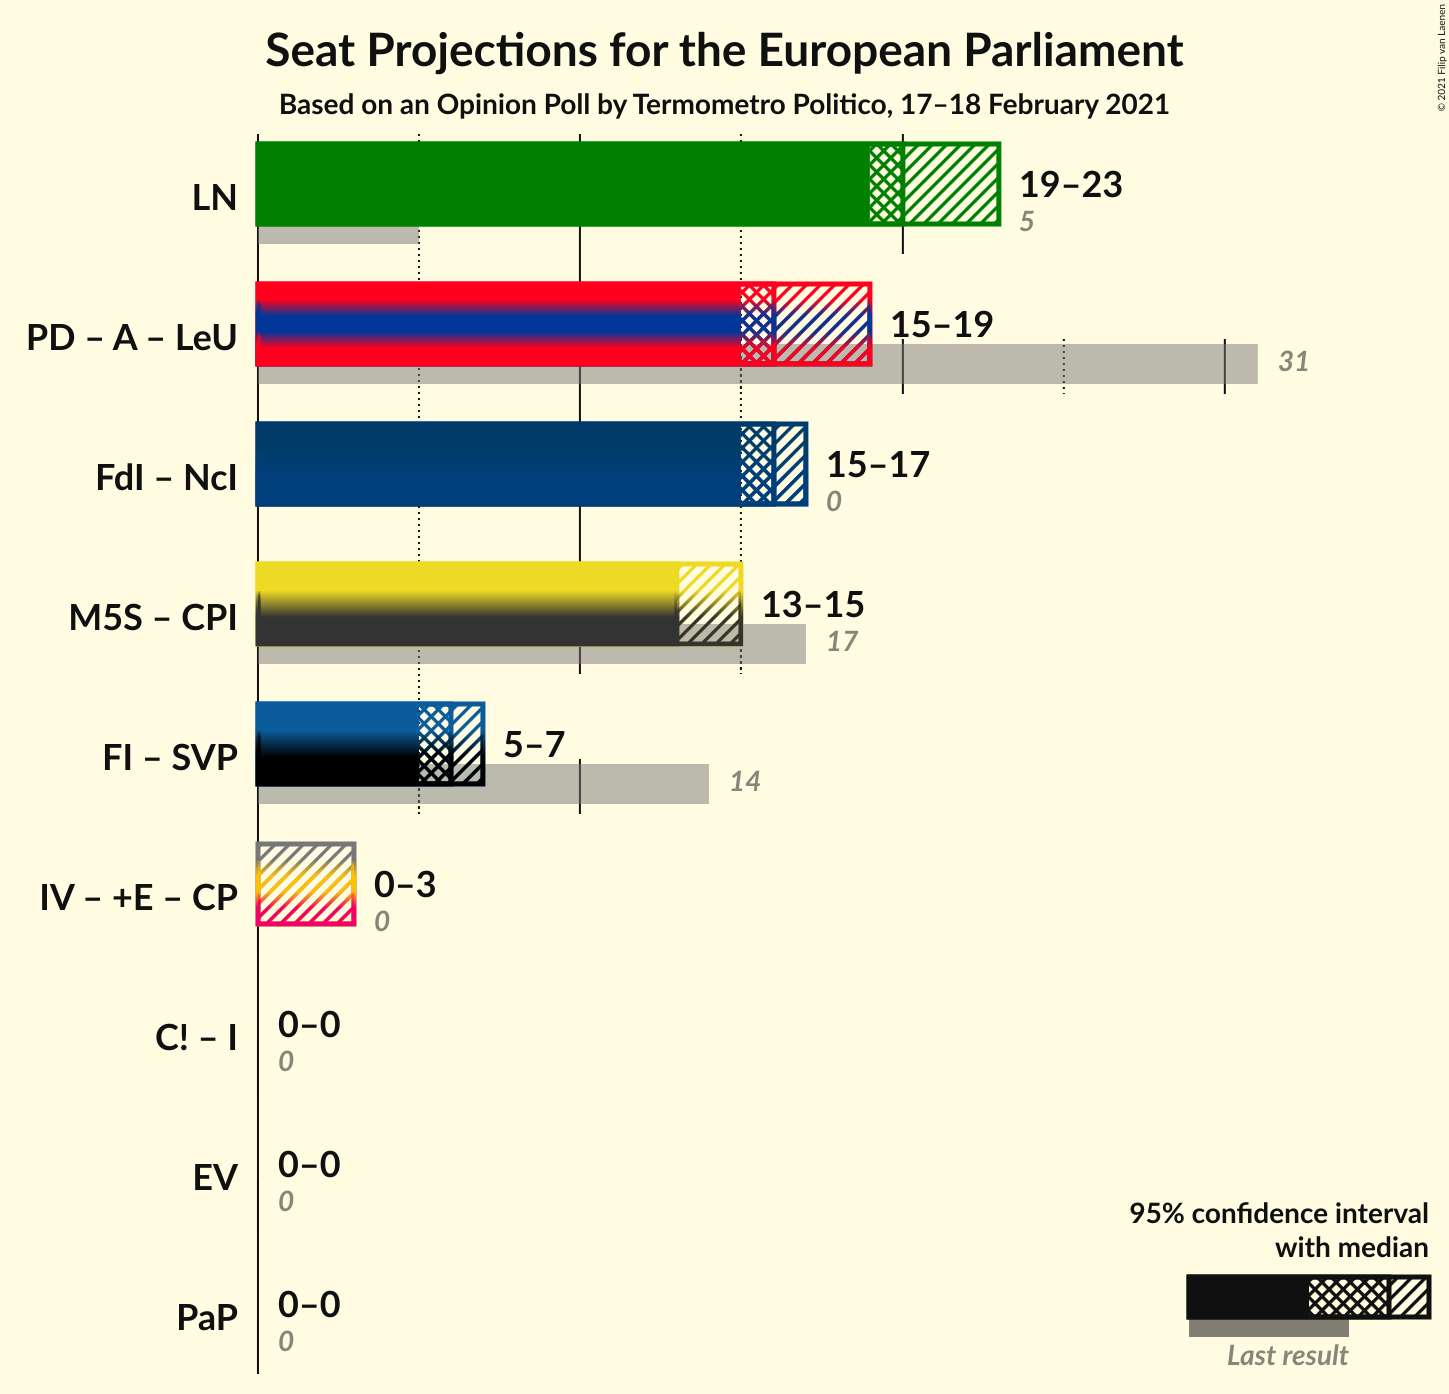 Seat Projections for the European Parliament
Based on an Opinion Poll by Termometro Politico, 17–18 February 2021
© 2021 Filip van Laenen
LN
19–23
5
PD – A – LeU
15–19
31
FdI – NcI
15–17
0
M5S – CPI
13–15
17
FI – SVP
5–7
14
IV – +E – CP
0–3
0
C! – I
0–0
0
EV
0–0
0
PaP
0–0
0
95% confidence interval
with median
Last result